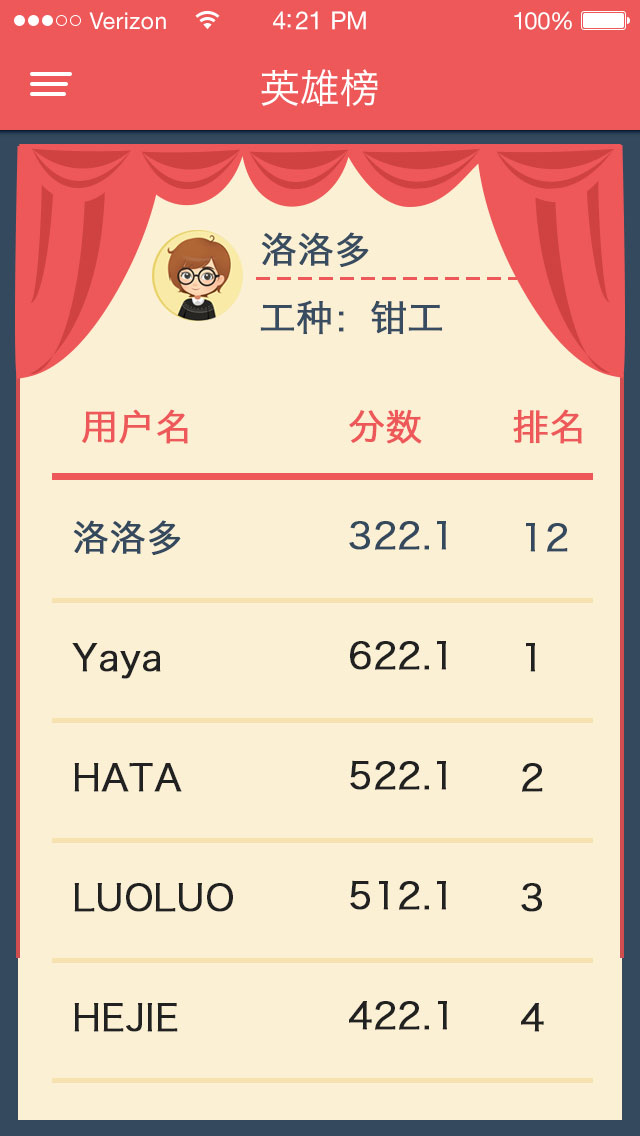 Verizon 4:21 PM 100%
英雄榜
洛洛多
工种：钳工
用户名 分数 排名
洛洛多 322.1 12
Yaya 622.1 1
HATA 522.1 2
LUOLUO 512.1 3
HEJIE 422.1 4